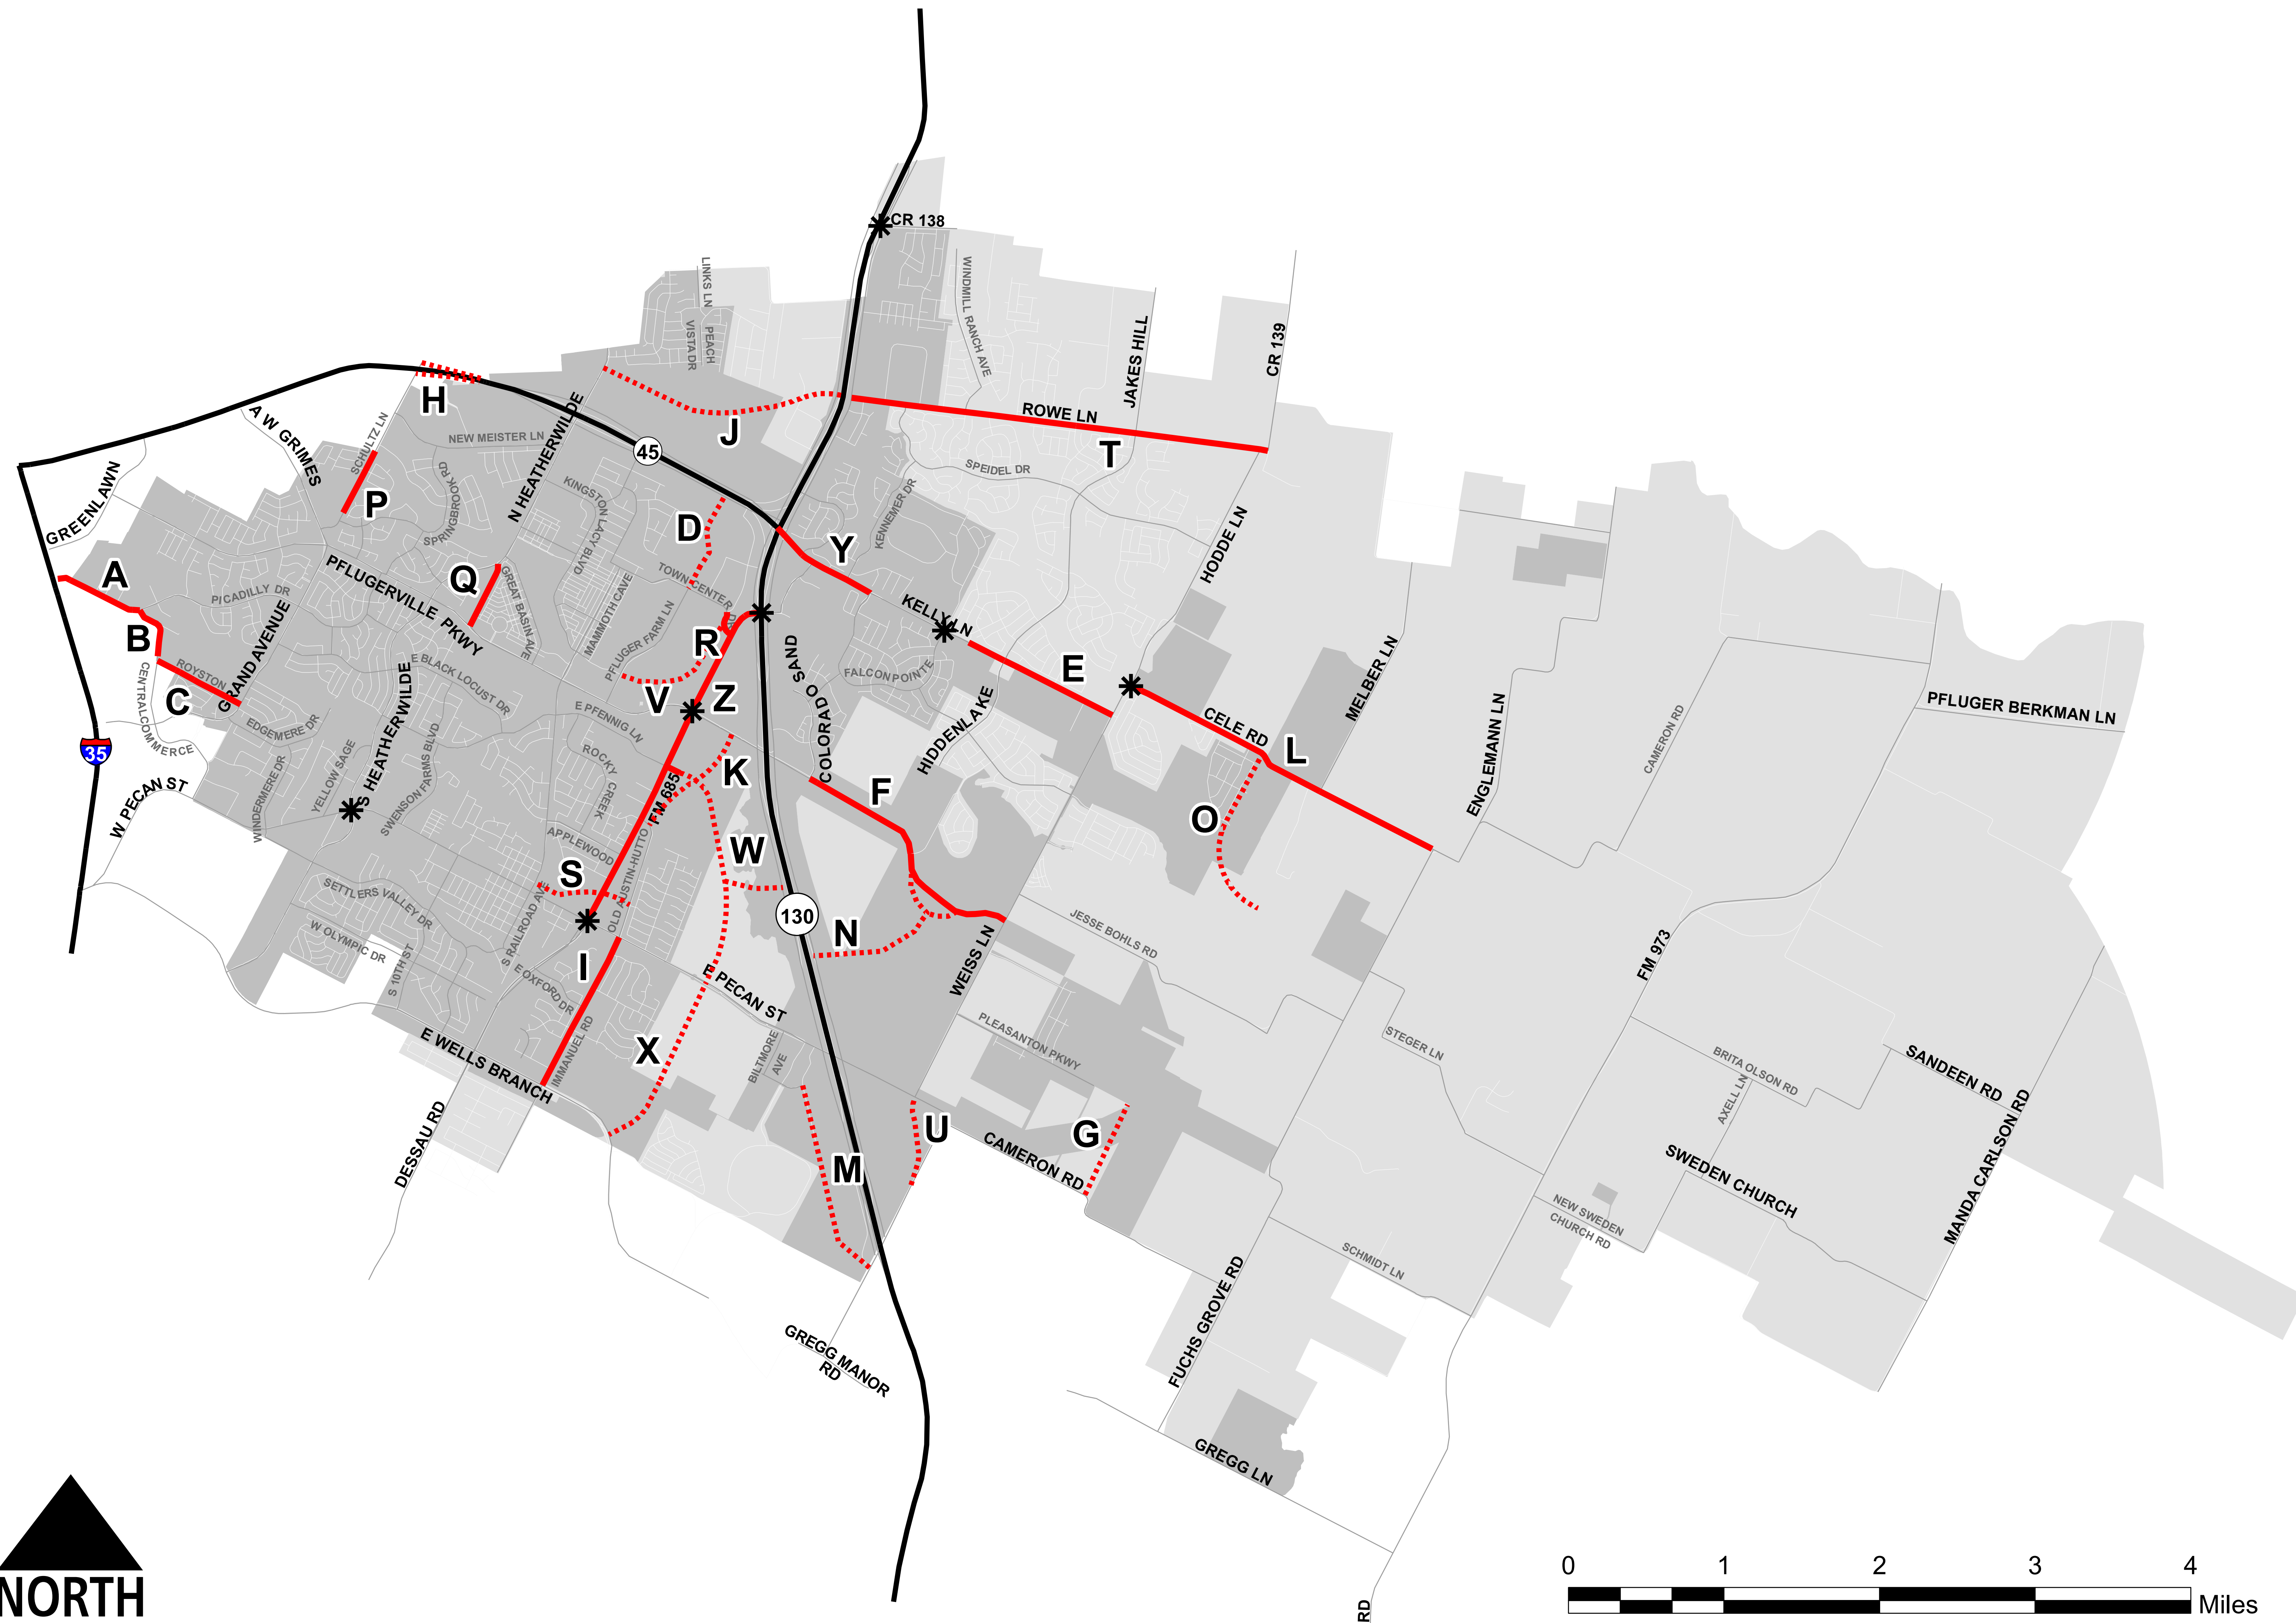 CR 138
LINKS LN
WINDMILL RANCH AVE
VISTA DR
PEACH
JAKES HILL
CR 139
H
A W GRIMES
SCHULTZ LN
NEW MEISTER LN
N HEATHERWILDE
J
ROWE LN
T
45
SPEIDEL DR
GREENLAWN
P
SPRINGBROOK RD
KINGSTON LACY BLVD
D
KENNEMER DR
Y
HODDE LN
A
PFLUGERVILLE PKWY
Q
GREAT BASIN AVE
TOWN CENTER DR
PICADILLY DR
MAMMOTH CAVE
PFLUGER FARM LN
KELLY LN
B
GRAND AVENUE
R
COLORADO SAND
E
MELBER LN
CENTRALCOMMERCE
ROYSTON
C
E BLACK LOCUST DR
FALCON POINTE
V
Z
HIDDENLAKE
CELE RD
L
ENGLEMANN LN
CAMERON RD
PFLUGER BERKMAN LN
35
EDGEMERE DR
S HEATHERWILDE
E PFENNIG LN
W PECAN ST
WINDERMERE DR
YELLOW SAGE
SWENSON FARMS BLVD
ROCKY CREEK
FM 685
K
F
O
APPLEWOOD
S
OLD AUSTIN-HUTTO
W
SETTLERS VALLEY DR
W OLYMPIC DR
S RAILROAD AVE
130
N
JESSE BOHLS RD
S 10TH ST
E OXFORD DR
I
E PECAN ST
WEISS LN
FM 973
E WELLS BRANCH
IMMANUEL RD
X
BILTMORE
AVE
PLEASANTON PKWY
STEGER LN
BRITA OLSON RD
AXELL LN
SANDEEN RD
DESSAU RD
M
U
CAMERON RD
G
SWEDEN CHURCH
MANDA CARLSON RD
NEW SWEDEN
CHURCH RD
SCHMIDT LN
FUCHS GROVE RD
GREGG MANOR
RD
GREGG LN
NORTH
0 1 2 3 4
Miles
RD